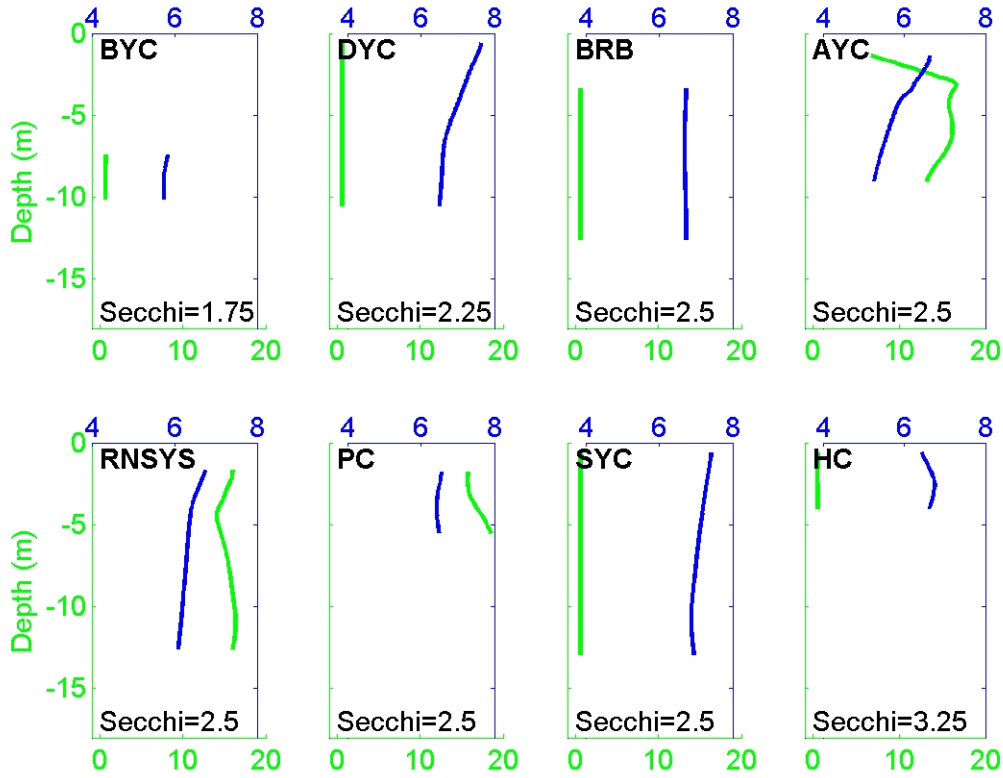 4 6 8 4 6 8 4 6 8 4 6 8
0 BYC DYC BRB AYC
-5
Depth (m)
-10
-15
Secchi=1.75 Secchi=2.25 Secchi=2.5 Secchi=2.5
0 10 20 0 10 20 0 10 20 0 10 20
4 6 8 4 6 8 4 6 8 4 6 8
0 RNSYS PC SYC HC
-5
Depth (m)
-10
-15
Secchi=2.5 Secchi=2.5 Secchi=2.5 Secchi=3.25
0 10 20 0 10 20 0 10 20 0 10 20